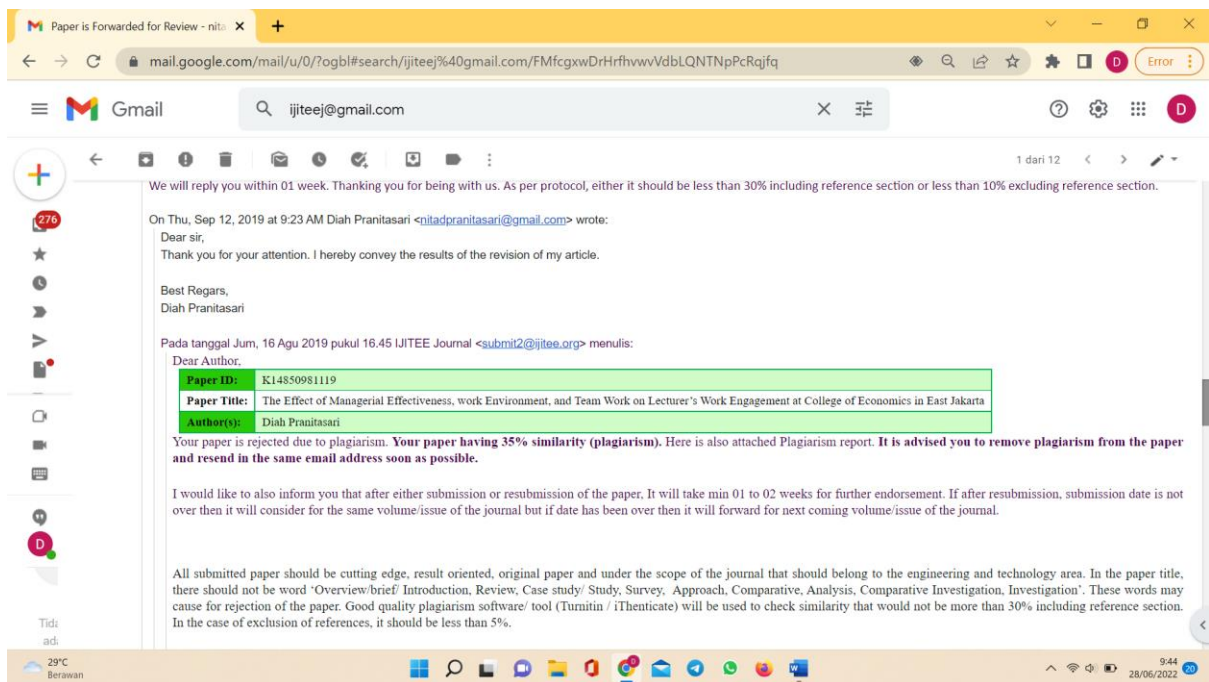 Paper is Forwarded for Review - nita
mail.google.com/mail/u/0/?ogbl#search/ijiteej%40gmail.com/FMfcgxwDrHrfhvwvVdbLQNTNpPcRqjfq
D
Error
Gmail
ijiteej@gmail.com
D
1 dari 12
We will reply you within 01 week. Thanking you for being with us. As per protocol, either it should be less than 30% including reference section or less than 10% excluding reference section.
276
On Thu, Sep 12, 2019 at 9:23 AM Diah Pranitasari <nitadpranitasari@gmail.com> wrote:
Dear sir,
Thank you for your attention. I hereby convey the results of the revision of my article.
Best Regars,
Diah Pranitasari
Pada tanggal Jum, 16 Agu 2019 pukul 16.45 IJITEE Journal <submit2@ijitee.org> menulis:
Dear Author,
Paper ID: K14850981119
Paper Title: The Effect of Managerial Effectiveness, work Environment, and Team Work on Lecturer's Work Engagement at College of Economics in East Jakarta
Author(s): Diah Pranitasari
Your paper is rejected due to plagiarism. Your paper having 35% similarity (plagiarism). Here is also attached Plagiarism report. It is advised you to remove plagiarism from the paper
and resend in the same email address soon as possible.
I would like to also inform you that after either submission or resubmission of the paper, It will take min 01 to 02 weeks for further endorsement. If after resubmission, submission date is not
over then it will consider for the same volume/issue of the journal but if date has been over then it will forward for next coming volume/issue of the journal.
D
All submitted paper should be cutting edge, result oriented, original paper and under the scope of the journal that should belong to the engineering and technology area. In the paper title,
there should not be word 'Overview/brief/ Introduction, Review, Case study/ Study, Survey, Approach, Comparative, Analysis, Comparative Investigation, Investigation'. These words may
cause for rejection of the paper. Good quality plagiarism software/ tool (Turnitin / iThenticate) will be used to check similarity that would not be more than 30% including reference section.
In the case of exclusion of references, it should be less than 5%.
29°C
Berawan
9:44
28/06/2022
20